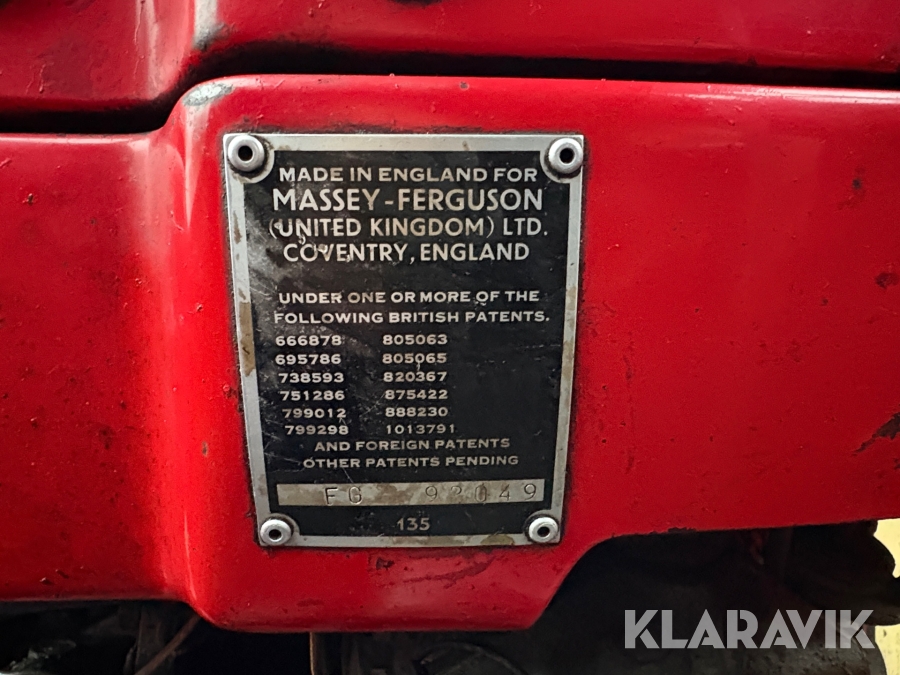 MADE IN ENGLAND FOR
MASSEY-FERGUSON
(UNITED KINGDOM) LTD.
COVENTRY, ENGLAND
UNDER ONE OR MORE OF THE
FOLLOWING BRITISH PATENTS.
666878 805063
695786 805065
738593 820367
751286 875422
799012 888230
799298 1013791
AND FOREIGN PATENTS
OTHER PATENTS PENDING
FG 92049
135
KLARAVIK